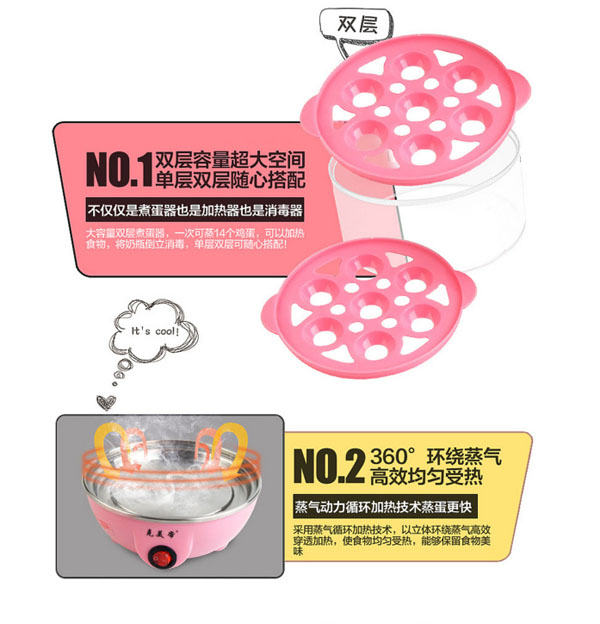 双层
NO.1
双层容量超大空间
单层双层随心搭配
不仅仅是煮蛋器也是加热器也是消毒器
大容量双层煮蛋器，一次可蒸14个鸡蛋，可以加热
食物，将奶瓶倒立消毒，单层双层可随心搭配！
It's cool!
NO.2
360°环绕蒸气
高效均匀受热
蒸气动力循环加热技术蒸蛋更快
采用蒸气循环加热技术，以立体环绕蒸气高效
穿透加热，使食物均匀受热，能够保留食物美
味
克美帝